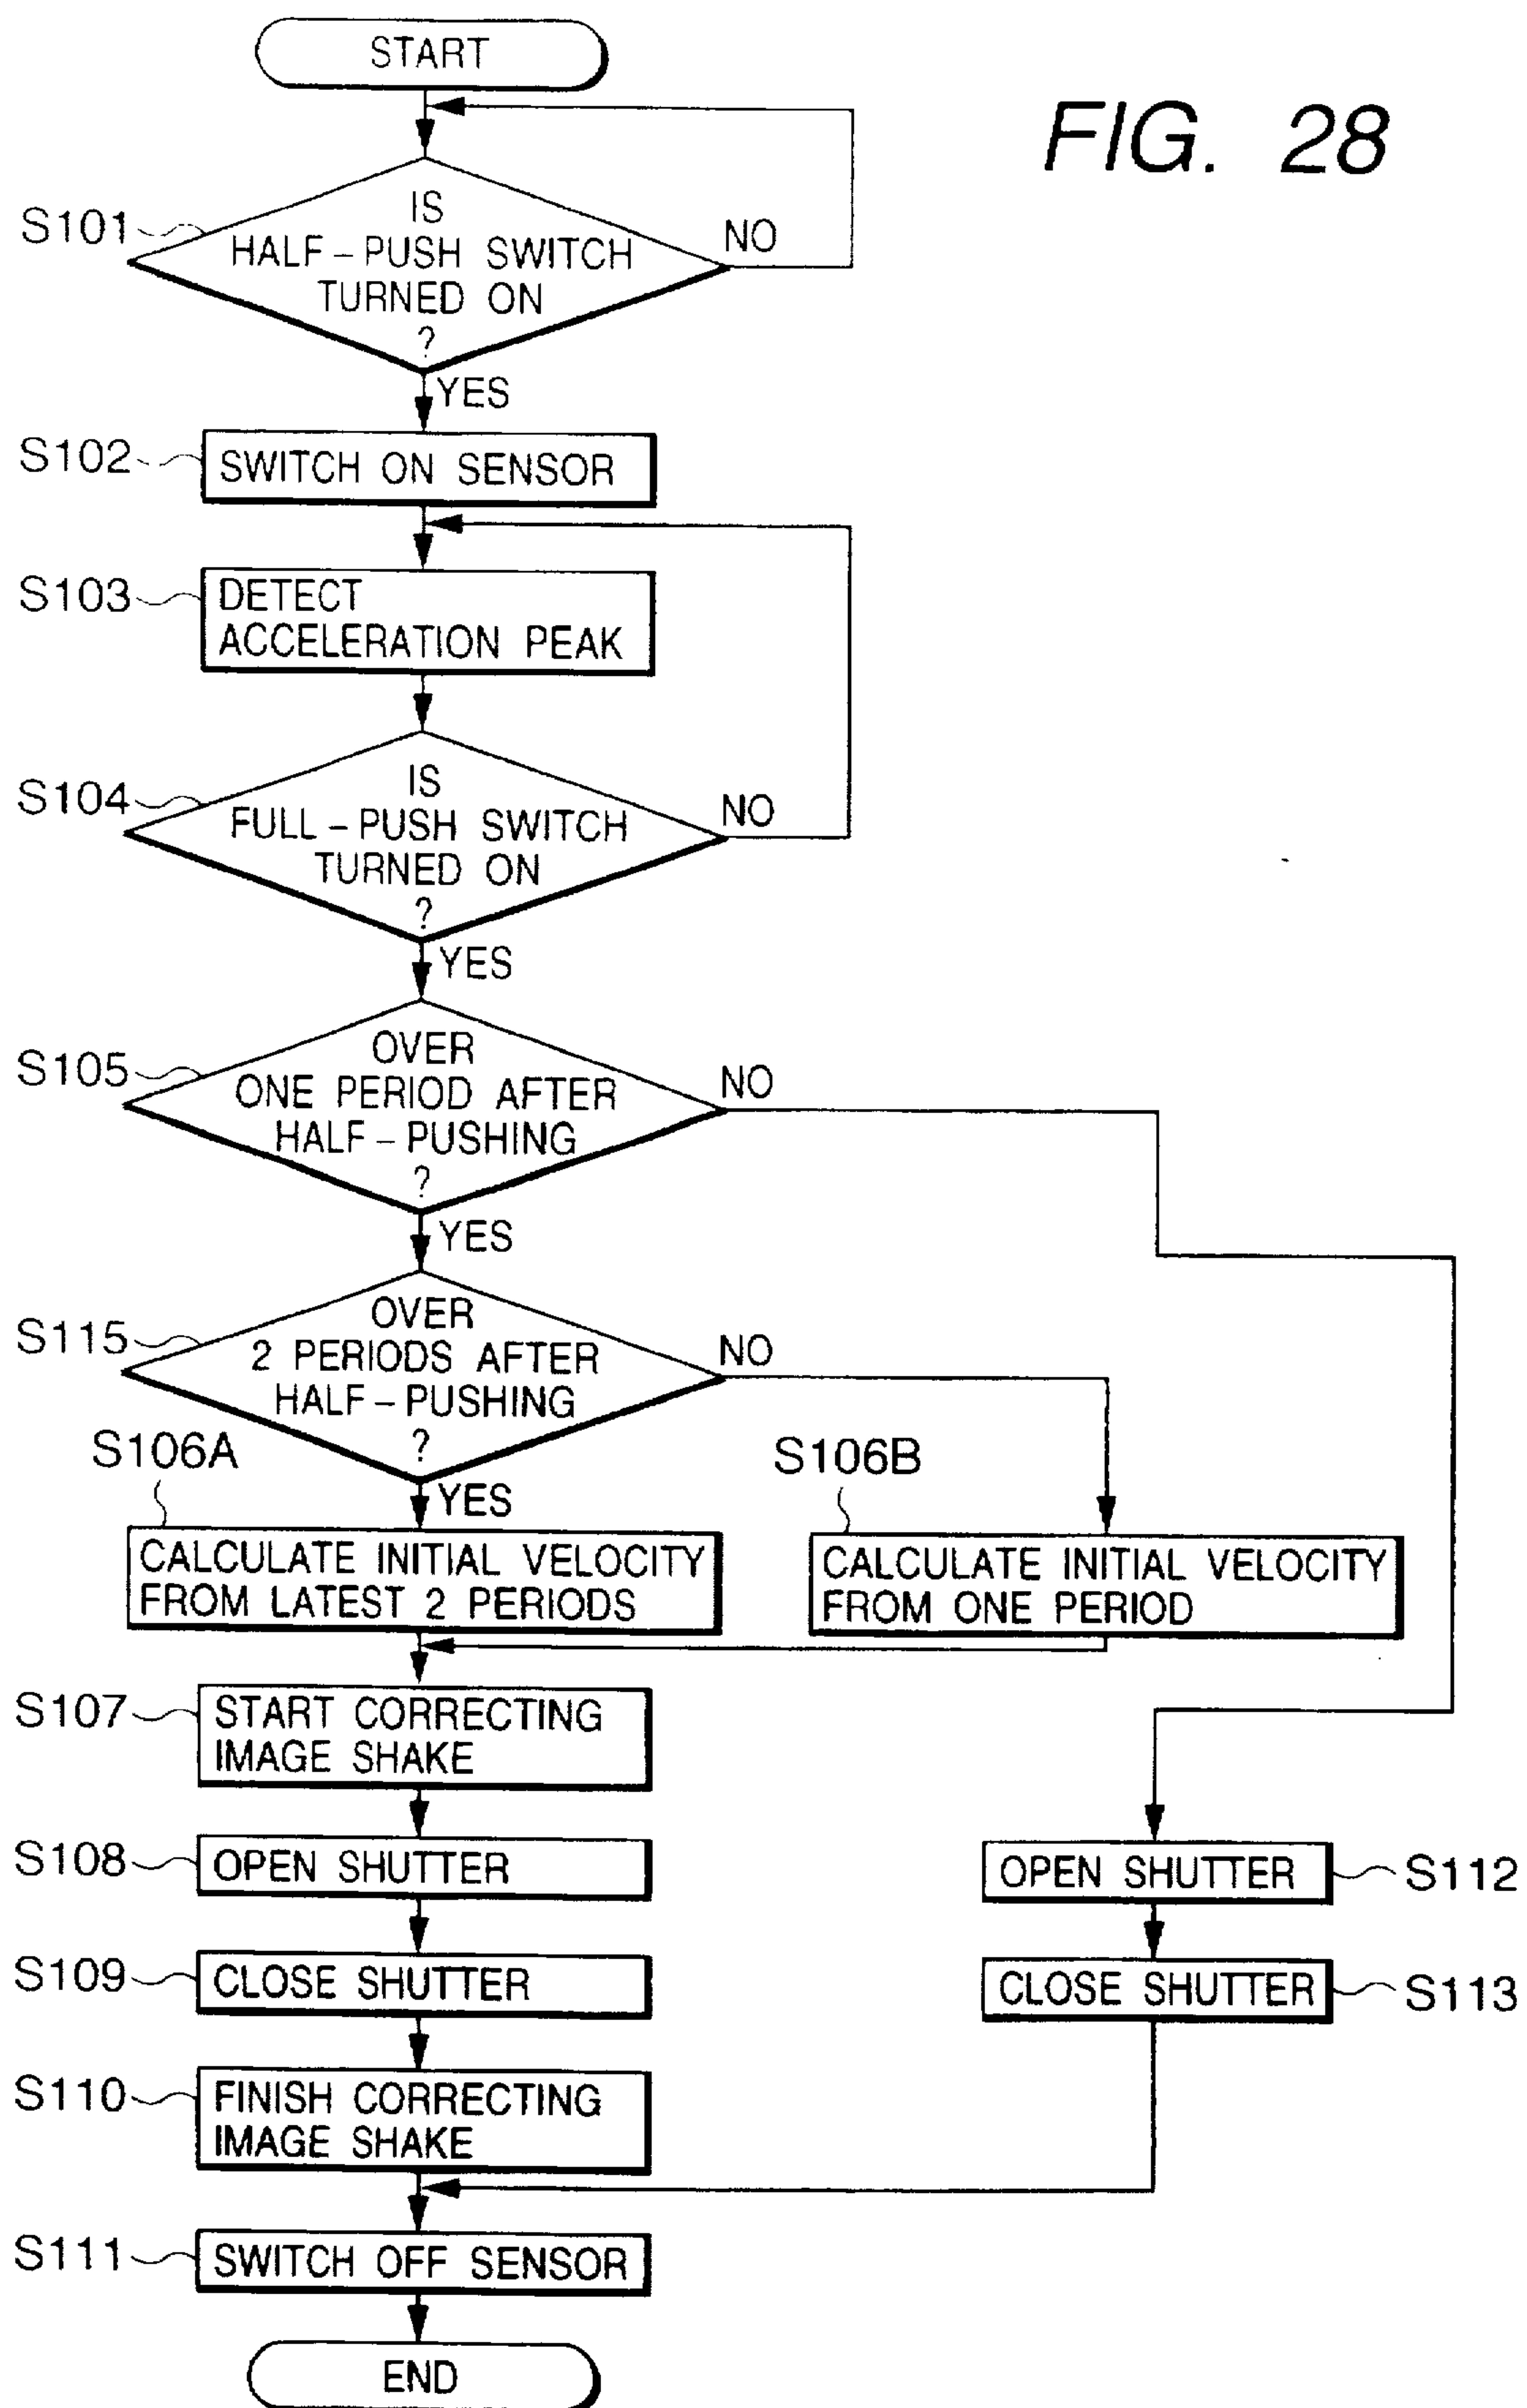 START
FIG. 28
S101
IS
HALF-PUSH SWITCH
TURNED ON
?
NO
YES
S102
SWITCH ON SENSOR
S103
DETECT
ACCELERATION PEAK
S104
IS
FULL-PUSH SWITCH
TURNED ON
?
NO
YES
S105
OVER
ONE PERIOD AFTER
HALF-PUSHING
?
NO
YES
S115
OVER
2 PERIODS AFTER
HALF-PUSHING
?
NO
YES
S106A
CALCULATE INITIAL VELOCITY
FROM LATEST 2 PERIODS
S106B
CALCULATE INITIAL VELOCITY
FROM ONE PERIOD
S107
START CORRECTING
IMAGE SHAKE
S108
OPEN SHUTTER
S112
OPEN SHUTTER
S109
CLOSE SHUTTER
S113
CLOSE SHUTTER
S110
FINISH CORRECTING
IMAGE SHAKE
S111
SWITCH OFF SENSOR
END